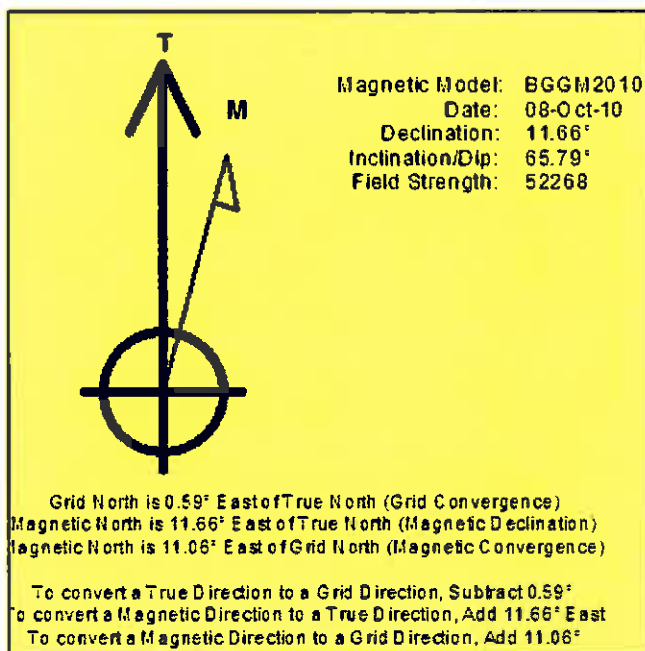 T
M
Magnetic Model: BGGM2010
Date: 08-Oct-10
Declination: 11.66°
Inclination/Dip: 65.79°
Field Strength: 52268
Grid North is 0.59° East of True North (Grid Convergence)
Magnetic North is 11.66° East of True North (Magnetic Declination)
Magnetic North is 11.06° East of Grid North (Magnetic Convergence)
To convert a True Direction to a Grid Direction, Subtract 0.59°
To convert a Magnetic Direction to a True Direction, Add 11.66° East
To convert a Magnetic Direction to a Grid Direction, Add 11.06°